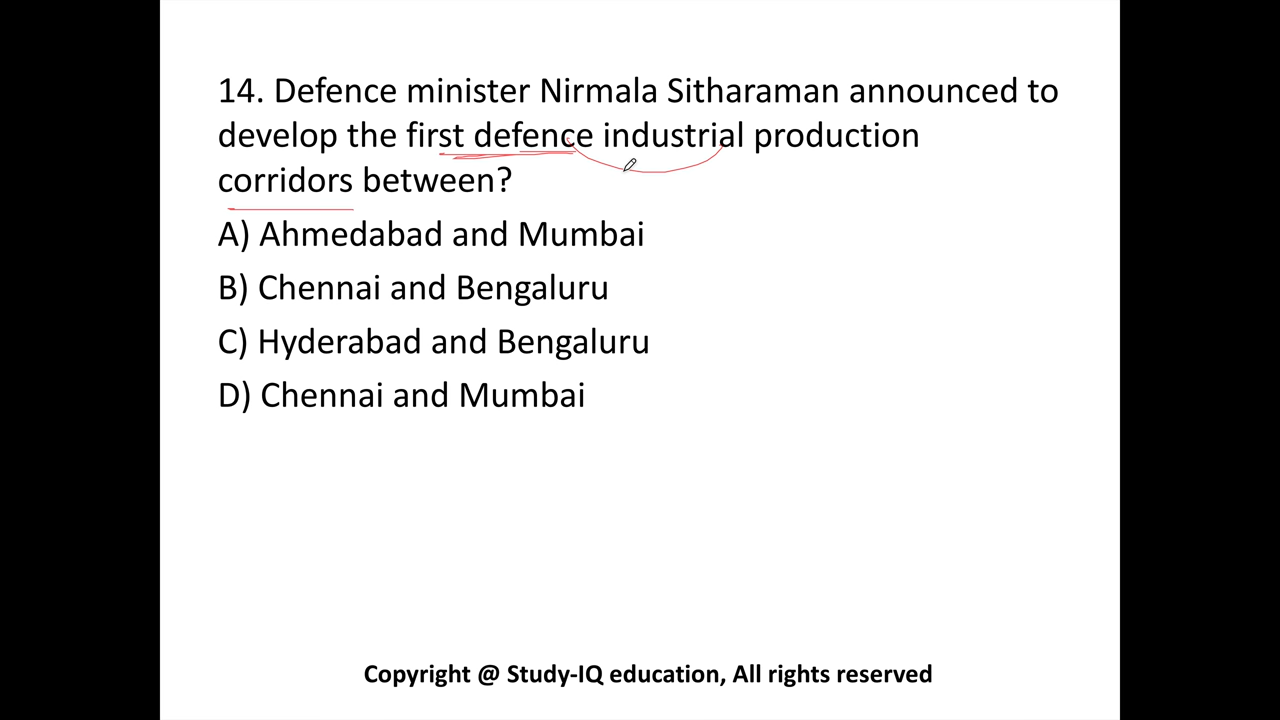 14. Defence minister Nirmala Sitharaman announced to
develop the first defence industrial production
corridors between?
A) Ahmedabad and Mumbai
B) Chennai and Bengaluru
C) Hyderabad and Bengaluru
D) Chennai and Mumbai
Copyright @ Study-IQ education, All rights reserved